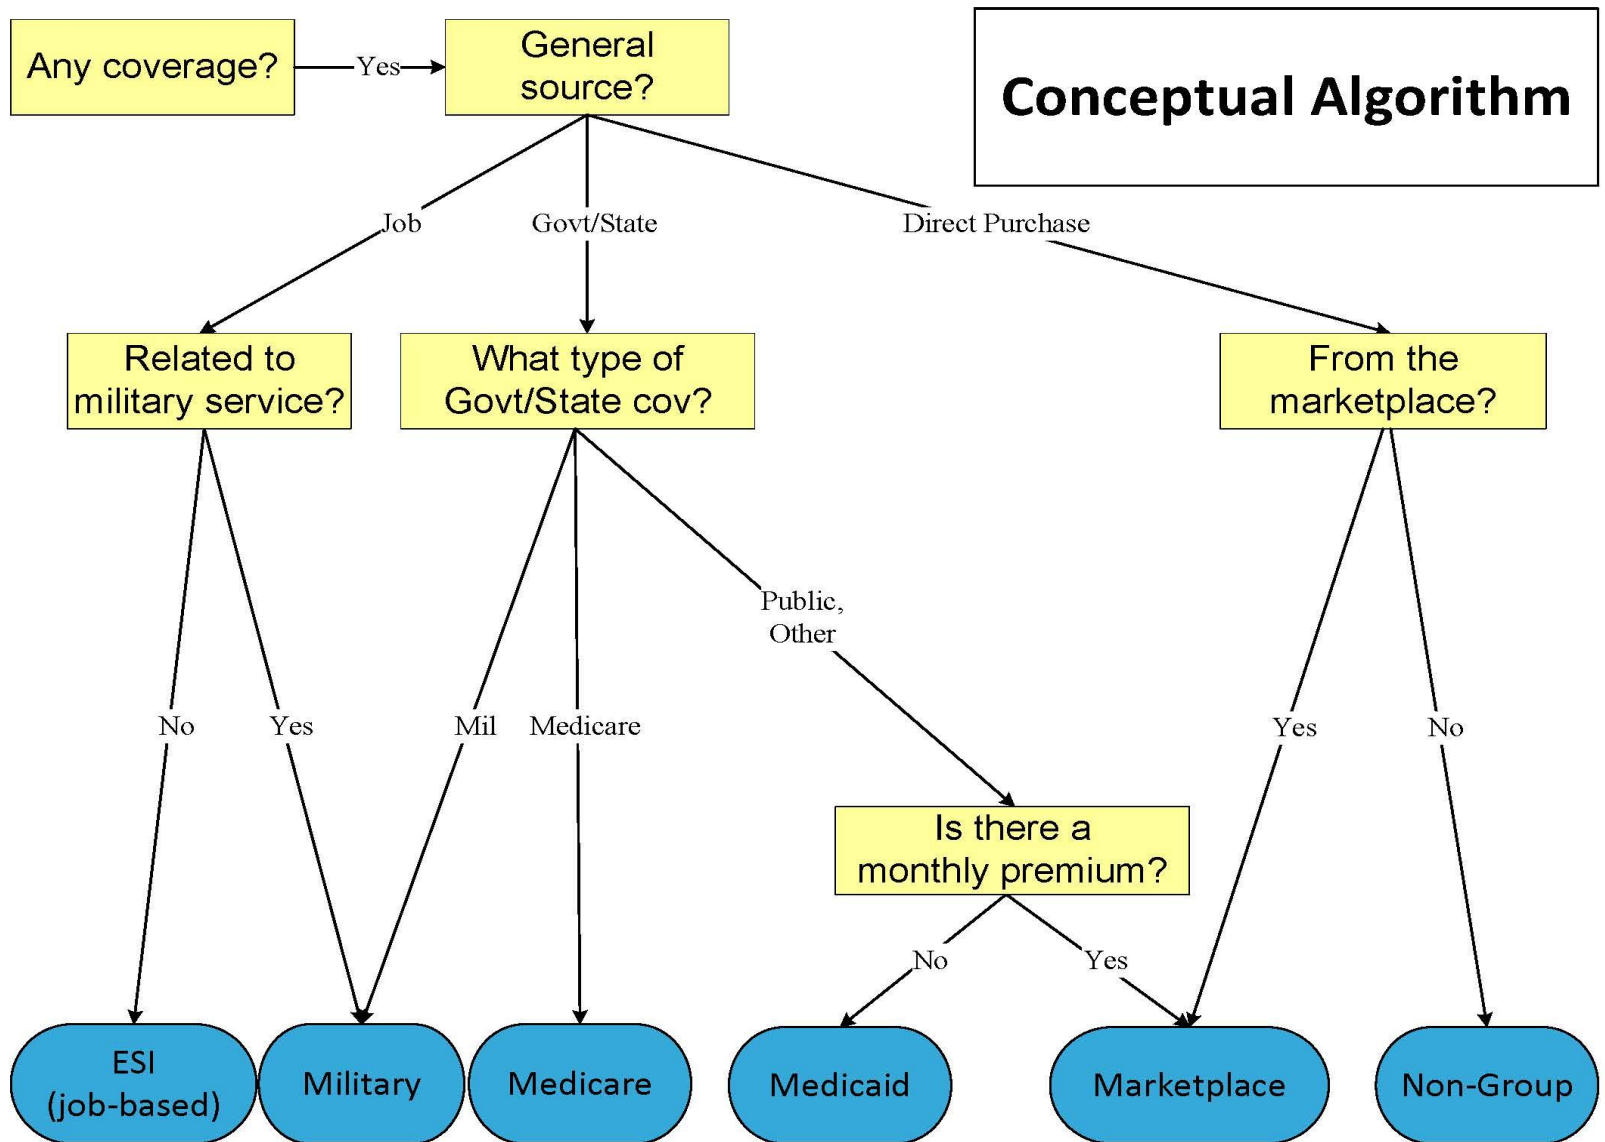 Any coverage?
Yes
General
source?
Conceptual Algorithm
Job
Govt/State
Direct Purchase
Related to
military service?
What type of
Govt/State cov?
From the
marketplace?
Public,
Other
No
Yes
Mil
Medicare
Yes
No
Is there a
monthly premium?
No
Yes
ESI
(job-based)
Military
Medicare
Medicaid
Marketplace
Non-Group